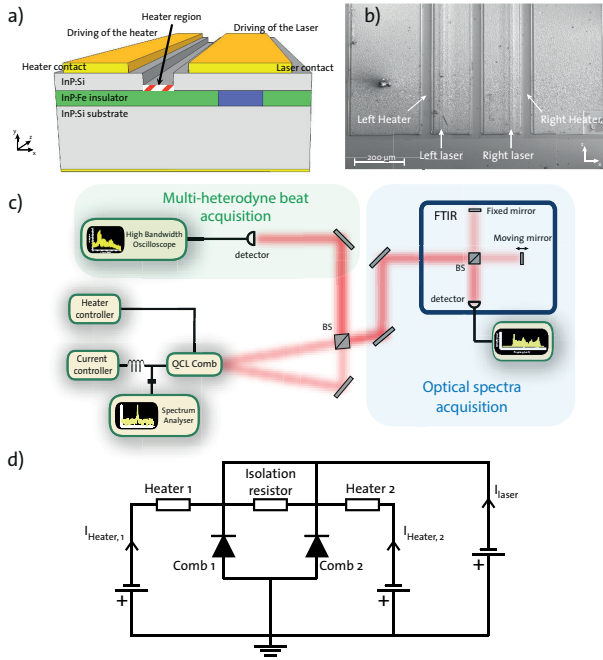 a)
Heater region
Driving of the heater
Driving of the Laser
Heater contact
Laser contact
InP:Si
InP:Fe insulator
InP:Si substrate
y
z
x
b)
Left Heater
Right Heater
Left laser
Right laser
200 µm
z
x
c)
Multi-heterodyne beat
acquisition
High Bandwidth
Oscilloscope
detector
FTIR
Fixed mirror
Moving mirror
BS
detector
Heater
controller
BS
Current
controller
QCL Comb
Spectrum
Analyser
Optical spectra
acquisition
d)
Heater 1
Isolation
resistor
Heater 2
I laser
I Heater, 1
I Heater, 2
Comb 1
Comb 2
+
+
+